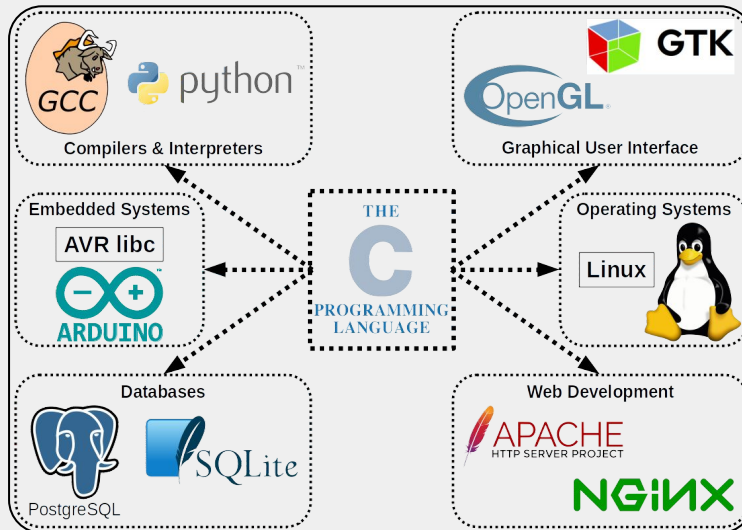 GCC
python™
Compilers & Interpreters
OpenGL®
GTK
Graphical User Interface
Embedded Systems
AVR libc
ARDUINO
THE
C
PROGRAMMING
LANGUAGE
Operating Systems
Linux
Databases
PostgreSQL
SQLite
Web Development
APACHE
HTTP SERVER PROJECT
NGINX